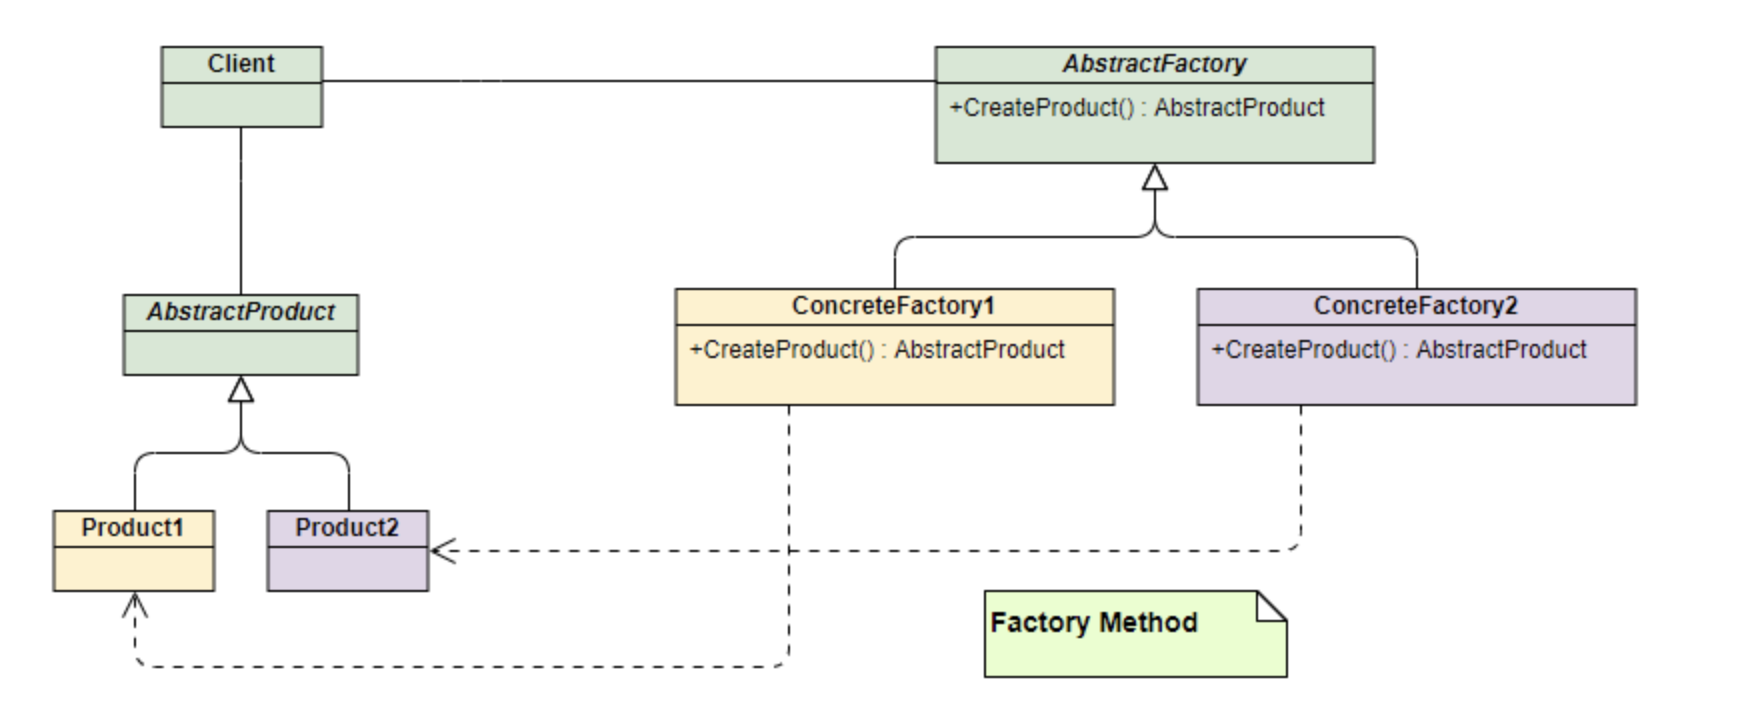 Client
AbstractFactory
+CreateProduct() : AbstractProduct
AbstractProduct
ConcreteFactory1
+CreateProduct() : AbstractProduct
ConcreteFactory2
+CreateProduct() : AbstractProduct
Product1
Product2
Factory Method